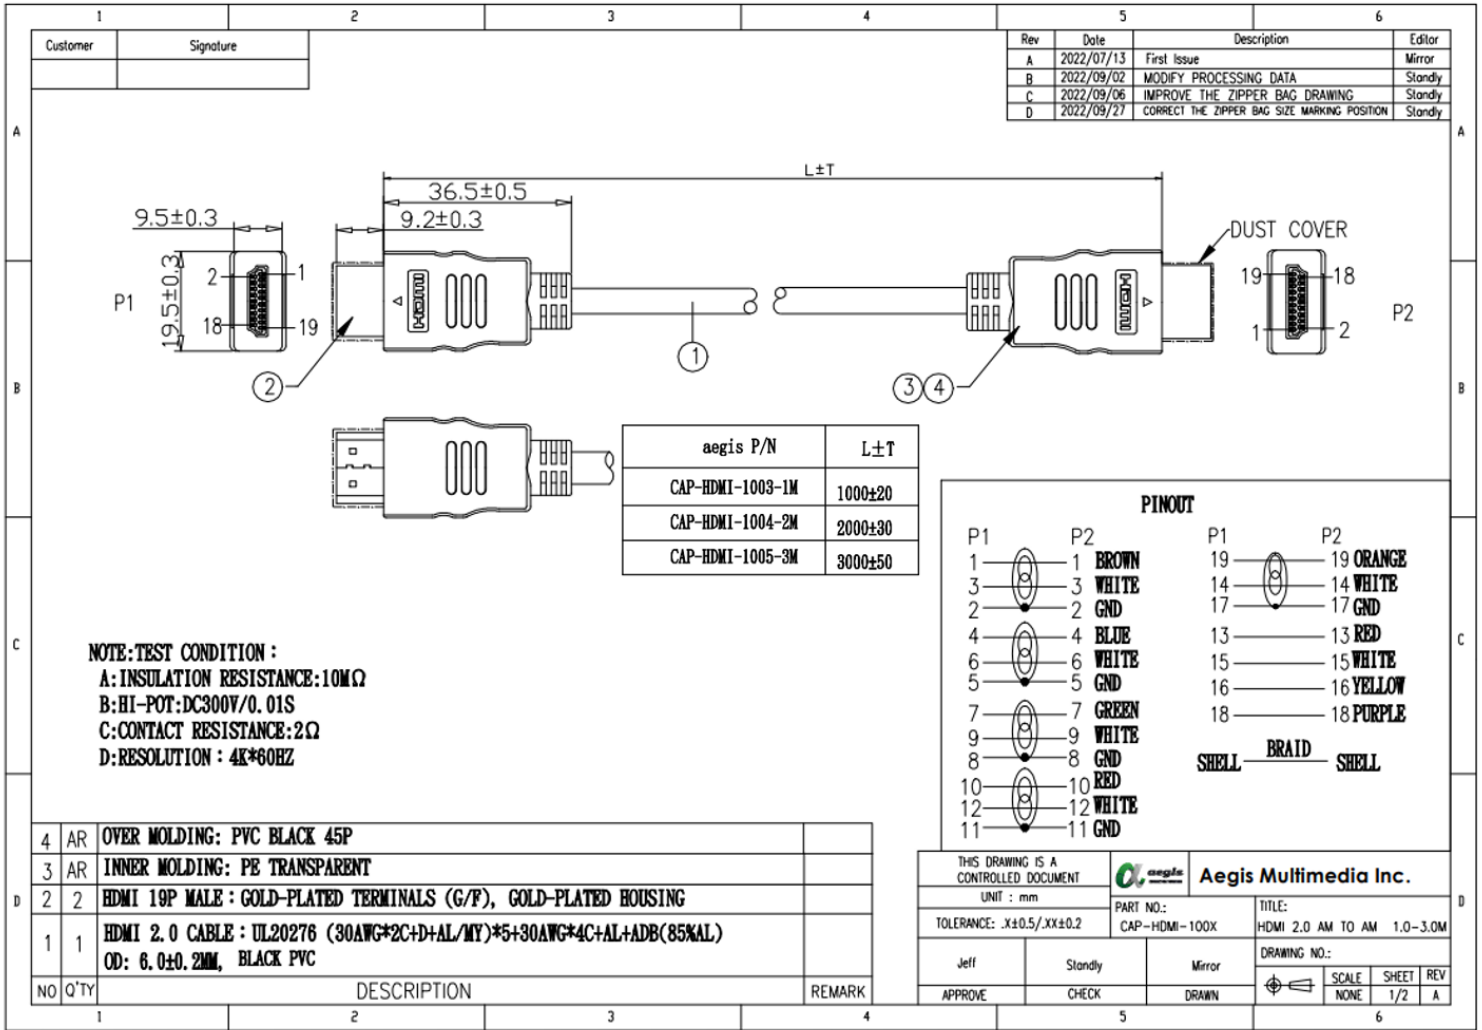 1 2 3 4 5 6
Customer Signature
Rev Date Description Editor
A 2022/07/13 First Issue Mirror
B 2022/09/02 MODIFY PROCESSING DATA Standly
C 2022/09/06 IMPROVE THE ZIPPER BAG DRAWING Standly
D 2022/09/27 CORRECT THE ZIPPER BAG SIZE MARKING POSITION Standly
A A
L±T
36.5±0.5
9.5±0.3 9.2±0.3
DUST COVER
19.5±0.3
2 1 19 18
P1 HDMI HDMI P2
18 19 1 2
1
2 3 4
B B
aegis P/N L±T
CAP-HDMI-1003-1M 1000±20
CAP-HDMI-1004-2M 2000±30
CAP-HDMI-1005-3M 3000±50
PINOUT
P1 P2 P1 P2
1 1 BROWN 19 19 ORANGE
3 3 WHITE 14 14 WHITE
2 2 GND 17 17 GND
4 4 BLUE 13 13 RED
6 6 WHITE 15 15 WHITE
5 5 GND 16 16 YELLOW
7 7 GREEN 18 18 PURPLE
9 9 WHITE
8 8 GND
SHELL BRAID SHELL
10 10 RED
12 12 WHITE
11 11 GND
C C
NOTE:TEST CONDITION:
A:INSULATION RESISTANCE:10MΩ
B:HI-POT:DC300V/0.01S
C:CONTACT RESISTANCE:2Ω
D:RESOLUTION:4K*60HZ
4 AR OVER MOLDING: PVC BLACK 45P
3 AR INNER MOLDING: PE TRANSPARENT
2 2 HDMI 19P MALE:GOLD-PLATED TERMINALS (G/F), GOLD-PLATED HOUSING
1 1 HDMI 2.0 CABLE:UL20276 (30AWG*2C+D+AL/MY)*5+30AWG*4C+AL+ADB(85%AL)
OD: 6.0±0.2MM, BLACK PVC
NO Q'TY DESCRIPTION REMARK
D D
THIS DRAWING IS A
CONTROLLED DOCUMENT
aegis
Aegis Multimedia Inc.
UNIT : mm
TOLERANCE: .X±0.5/.XX±0.2
PART NO.:
CAP-HDMI-100X
TITLE:
HDMI 2.0 AM TO AM 1.0-3.0M
DRAWING NO.:
Jeff Standly Mirror
APPROVE CHECK DRAWN
SCALE SHEET REV
NONE 1/2 A
1 2 3 4 5 6